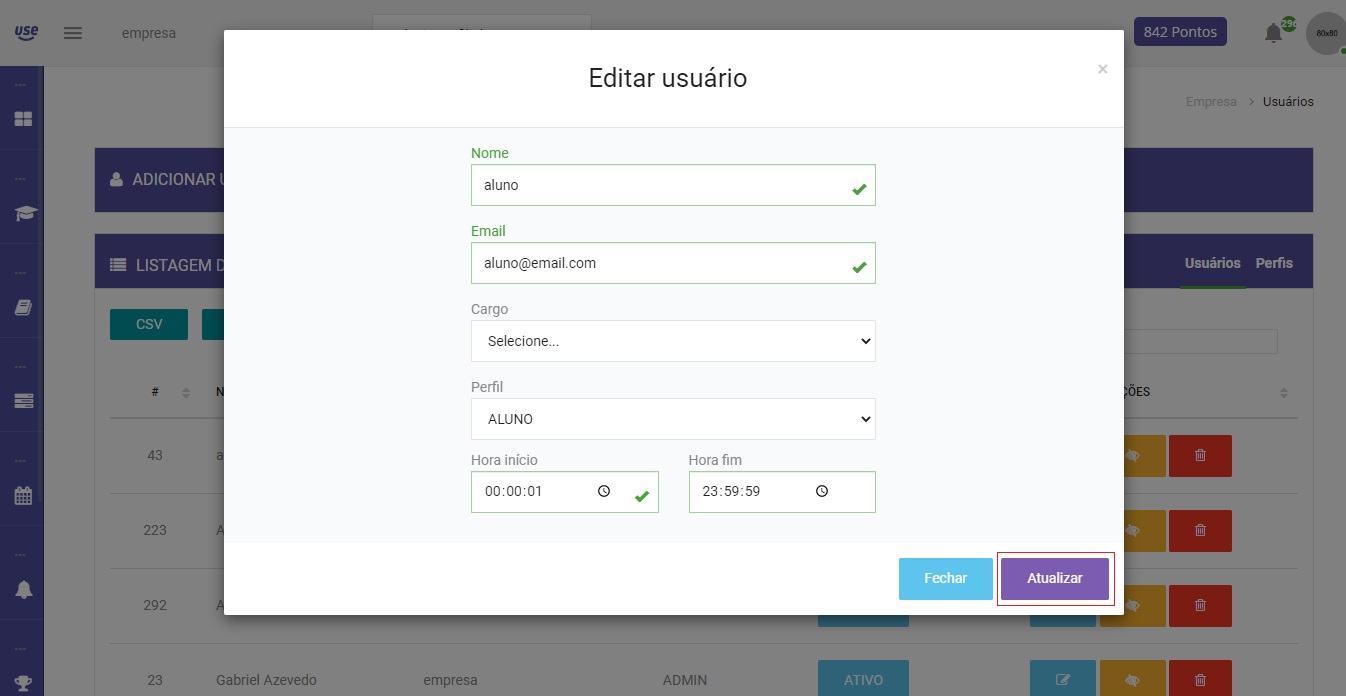 use
empresa
842 Pontos
296
80x80
Editar usuário
×
Empresa > Usuários
Nome
ADICIONAR U
aluno
Email
aluno@email.com
LISTAGEM D
Usuários Perfis
Cargo
CSV
Selecione...
Perfil
# N ÇÕES
ALUNO
Hora início Hora fim
43 a
00:00:01 23:59:59
223 A
Fechar Atualizar
292 A
23 Gabriel Azevedo empresa ADMIN ATIVO